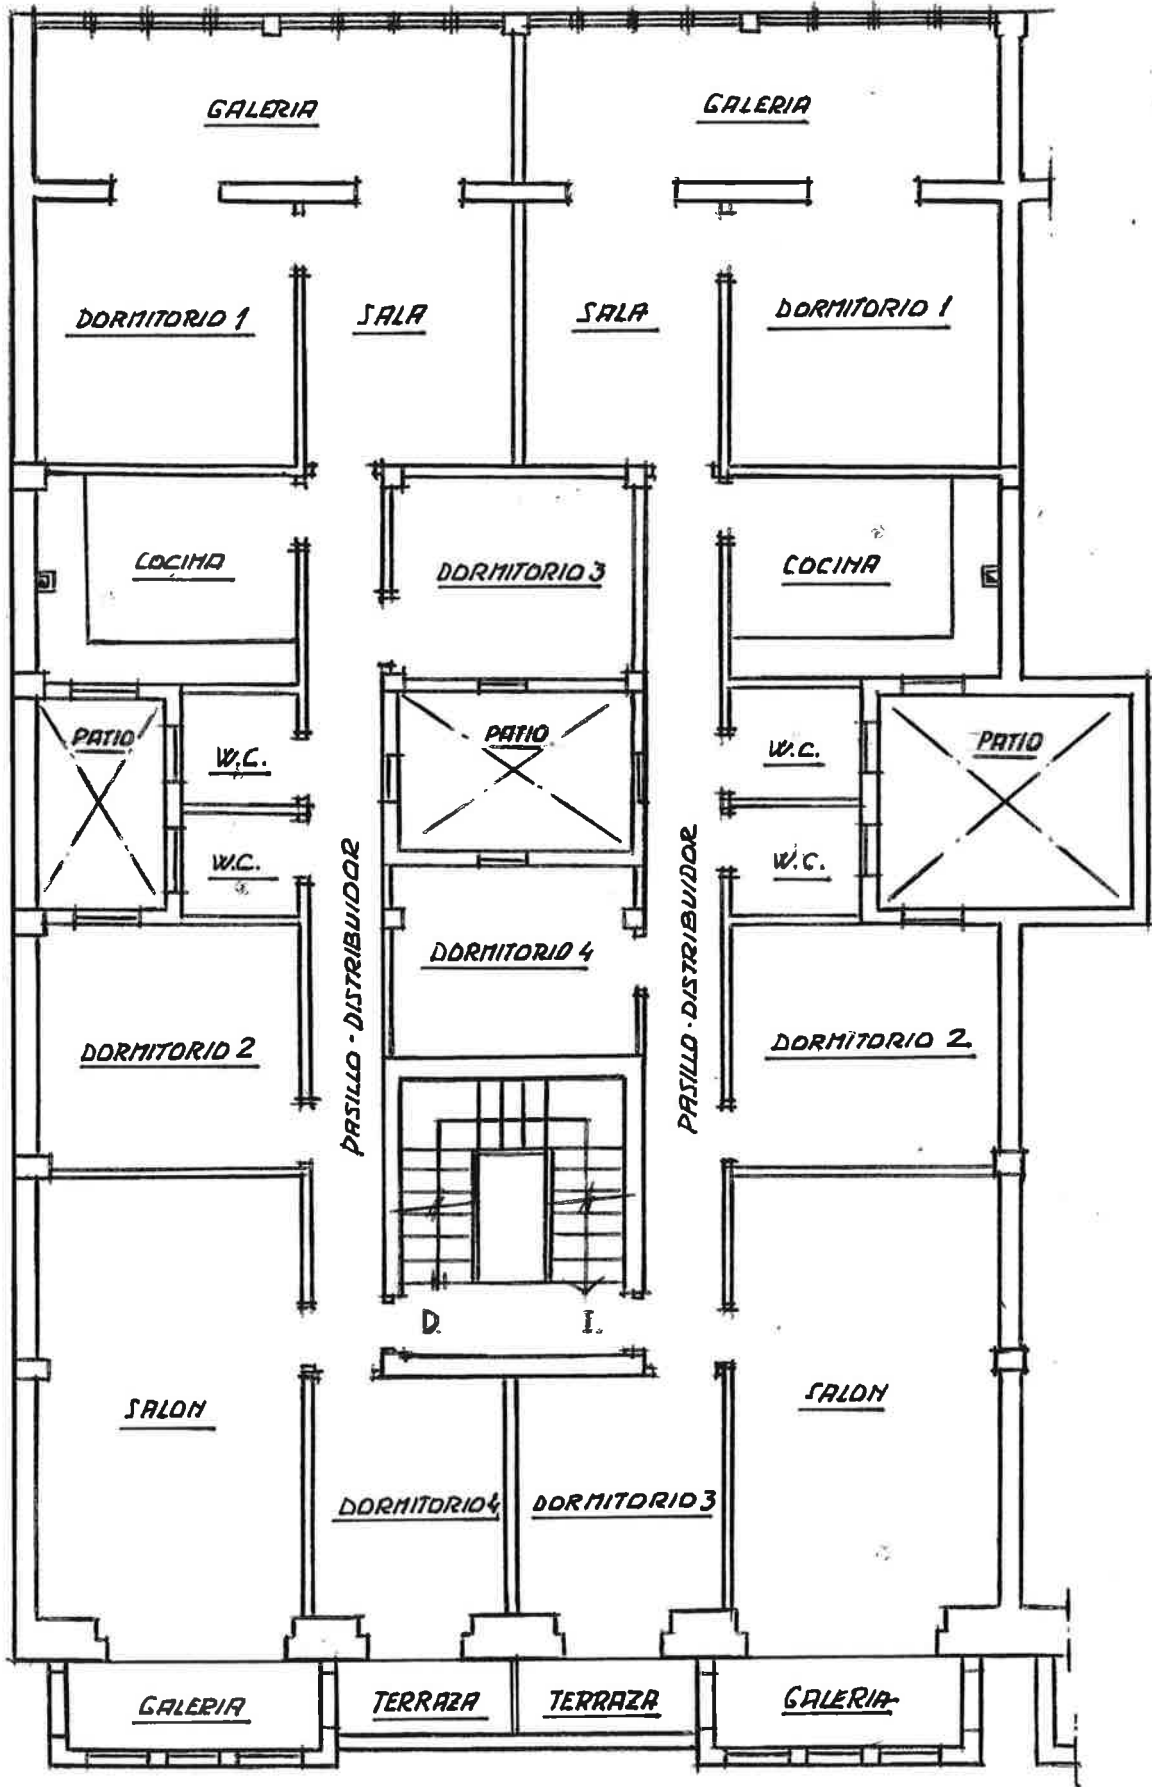 GALERIA
GALERIA
DORMITORIO 1
SALA
SALA
DORMITORIO 1
COCINA
DORMITORIO 3
COCINA
PATIO
W.C.
PATIO
W.C.
PATIO
W.C.
W.C.
PASILLO - DISTRIBUIDOR
DORMITORIO 4
PASILLO - DISTRIBUIDOR
DORMITORIO 2
DORMITORIO 2
D.
I.
SALON
SALON
DORMITORIO 4
DORMITORIO 3
GALERIA
TERRAZA
TERRAZA
GALERIA